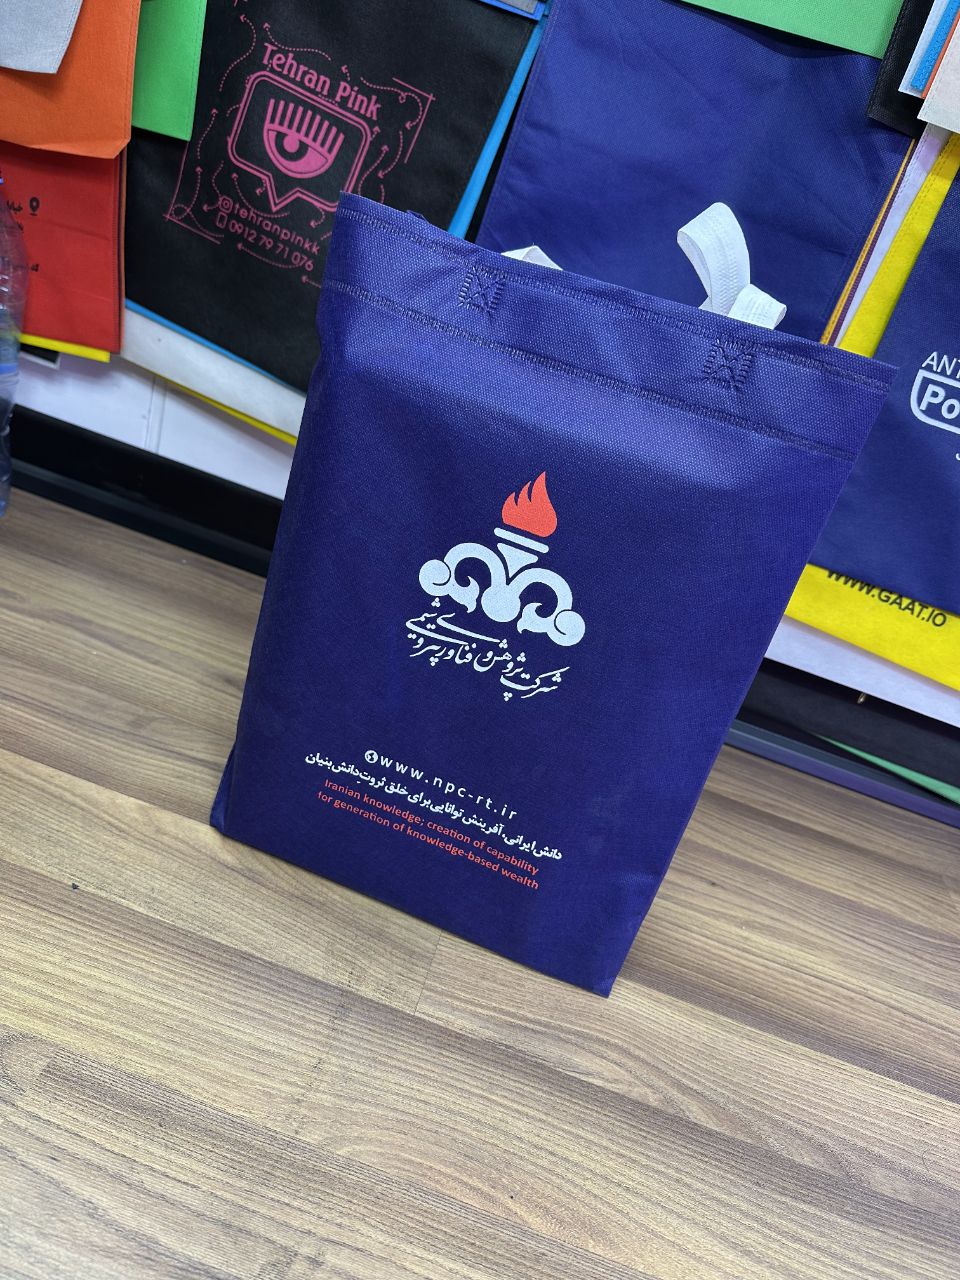 Tehran Pink
tehranpinkk
0912 79 71 076
شرکت پژوهش و فناوری پتروشیمی
www.npc-rt.ir
دانش ایرانی، آفرینش توانایی برای خلق ثروتِ دانش بنیان
Iranian knowledge; creation of capability
for generation of knowledge-based wealth
ANT
Po
WWW.GAAT.IO